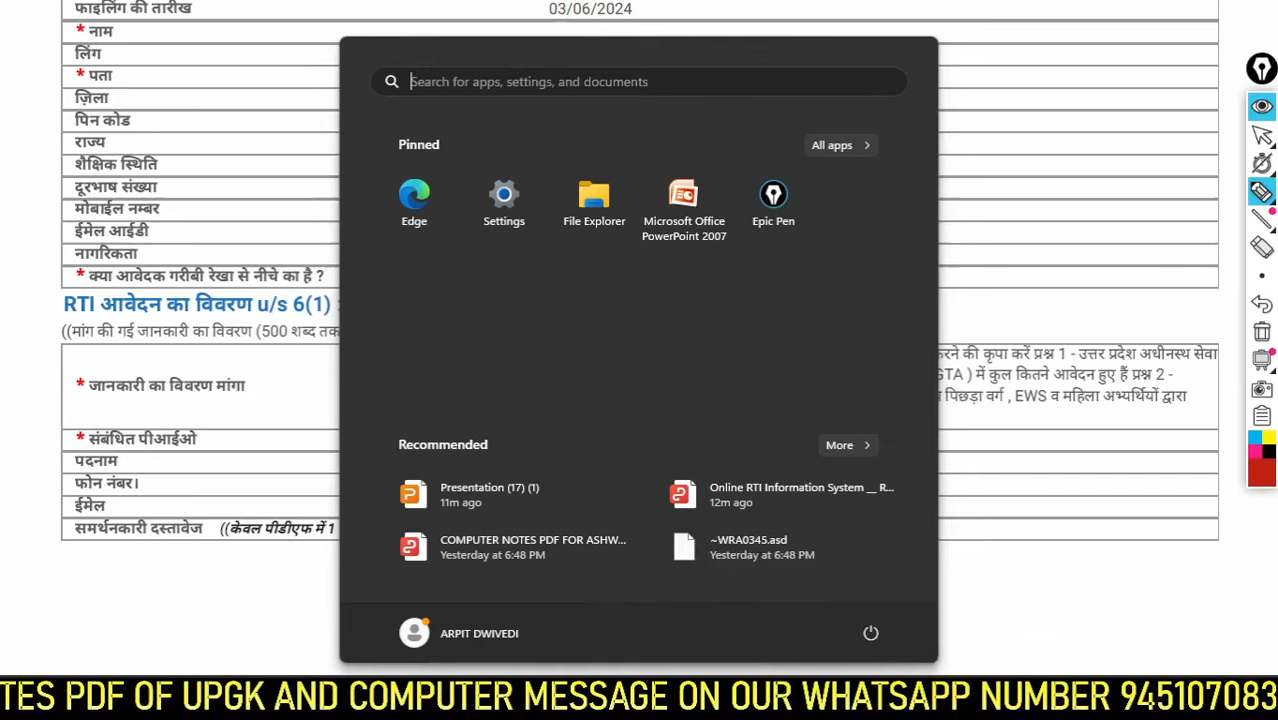 फाइलिंग की तारीख
03/06/2024
* नाम
लिंग
* पता
ज़िला
पिन कोड
राज्य
शैक्षिक स्थिति
दूरभाष संख्या
मोबाईल नम्बर
ईमेल आईडी
नागरिकता
* क्या आवेदक गरीबी रेखा से नीचे का है ?
RTI आवेदन का विवरण u/s 6(1) :
((मांग की गई जानकारी का विवरण (500 शब्द तक
* जानकारी का विवरण मांगा
करने की कृपा करें प्रश्न 1 - उत्तर प्रदेश अधीनस्थ सेवा
GTA ) में कुल कितने आवेदन हुए हैं प्रश्न 2 -
पिछड़ा वर्ग , EWS व महिला अभ्यर्थियों द्वारा
* संबंधित पीआईओ
पदनाम
फोन नंबर।
ईमेल
समर्थनकारी दस्तावेज ((केवल पीडीएफ में 1
Search for apps, settings, and documents
Pinned
All apps
Edge
Settings
File Explorer
Microsoft Office
PowerPoint 2007
Epic Pen
Recommended
More
Presentation (17) (1)
11m ago
Online RTI Information System __ R...
12m ago
COMPUTER NOTES PDF FOR ASHW...
Yesterday at 6:48 PM
~WRA0345.asd
Yesterday at 6:48 PM
ARPIT DWIVEDI
TES PDF OF UPGK AND COMPUTER MESSAGE ON OUR WHATSAPP NUMBER 945107083